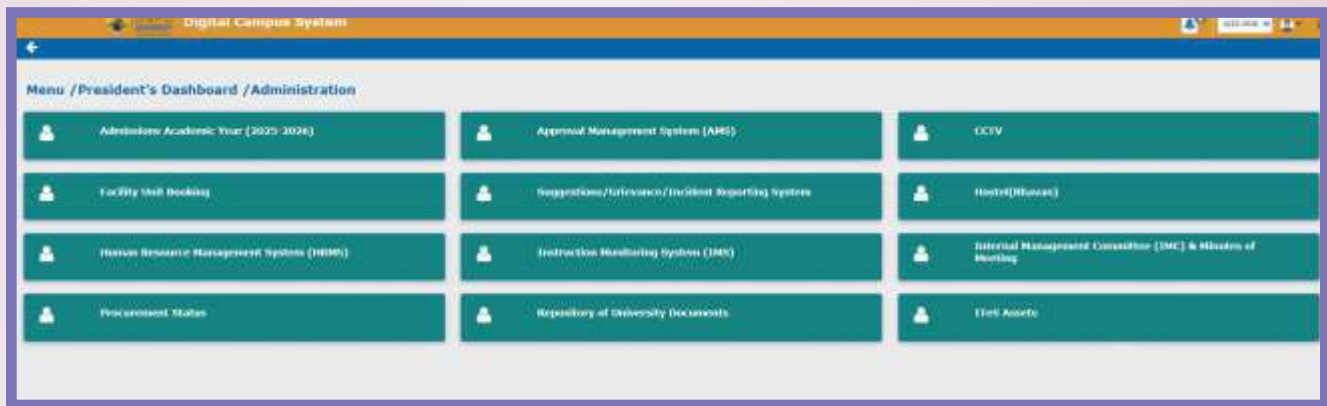 Digital Campus System
Menu /President's Dashboard /Administration
Admissions Academic Year (2025-2026)
Approval Management System (AMS)
CCTV
Facility Unit Booking
Suggestions/Grievance/Incident Reporting System
Hostel(Bhavan)
Human Resource Management System (HRMS)
Instruction Monitoring System (IMS)
Internal Management Committee (IMC) & Minutes of
Meeting
Procurement Status
Repository of University Documents
Assets